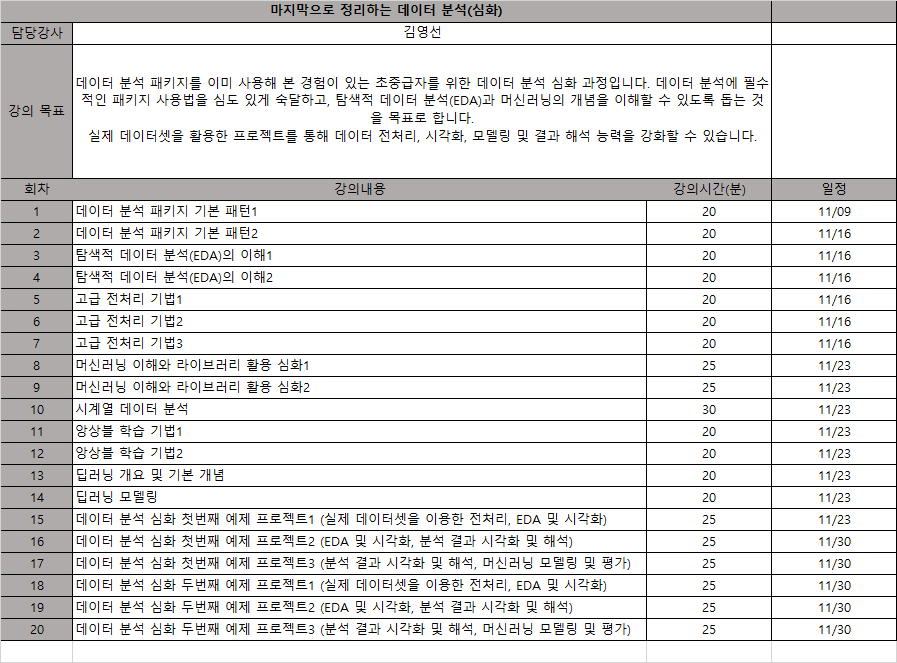 마지막으로 정리하는 데이터 분석(심화)
담당강사 김영선
강의 목표
데이터 분석 패키지를 이미 사용해 본 경험이 있는 초중급자를 위한 데이터 분석 심화 과정입니다. 데이터 분석에 필수
적인 패키지 사용법을 심도 있게 숙달하고, 탐색적 데이터 분석(EDA)과 머신러닝의 개념을 이해할 수 있도록 돕는 것
을 목표로 합니다.
실제 데이터셋을 활용한 프로젝트를 통해 데이터 전처리, 시각화, 모델링 및 결과 해석 능력을 강화할 수 있습니다.
회차 강의내용 강의시간(분) 일정
1 데이터 분석 패키지 기본 패턴1 20 11/09
2 데이터 분석 패키지 기본 패턴2 20 11/16
3 탐색적 데이터 분석(EDA)의 이해1 20 11/16
4 탐색적 데이터 분석(EDA)의 이해2 20 11/16
5 고급 전처리 기법1 20 11/16
6 고급 전처리 기법2 20 11/16
7 고급 전처리 기법3 20 11/16
8 머신러닝 이해와 라이브러리 활용 심화1 25 11/23
9 머신러닝 이해와 라이브러리 활용 심화2 25 11/23
10 시계열 데이터 분석 30 11/23
11 앙상블 학습 기법1 20 11/23
12 앙상블 학습 기법2 20 11/23
13 딥러닝 개요 및 기본 개념 20 11/23
14 딥러닝 모델링 20 11/23
15 데이터 분석 심화 첫번째 예제 프로젝트1 (실제 데이터셋을 이용한 전처리, EDA 및 시각화) 25 11/23
16 데이터 분석 심화 첫번째 예제 프로젝트2 (EDA 및 시각화, 분석 결과 시각화 및 해석) 25 11/30
17 데이터 분석 심화 첫번째 예제 프로젝트3 (분석 결과 시각화 및 해석, 머신러닝 모델링 및 평가) 25 11/30
18 데이터 분석 심화 두번째 예제 프로젝트1 (실제 데이터셋을 이용한 전처리, EDA 및 시각화) 25 11/30
19 데이터 분석 심화 두번째 예제 프로젝트2 (EDA 및 시각화, 분석 결과 시각화 및 해석) 25 11/30
20 데이터 분석 심화 두번째 예제 프로젝트3 (분석 결과 시각화 및 해석, 머신러닝 모델링 및 평가) 25 11/30